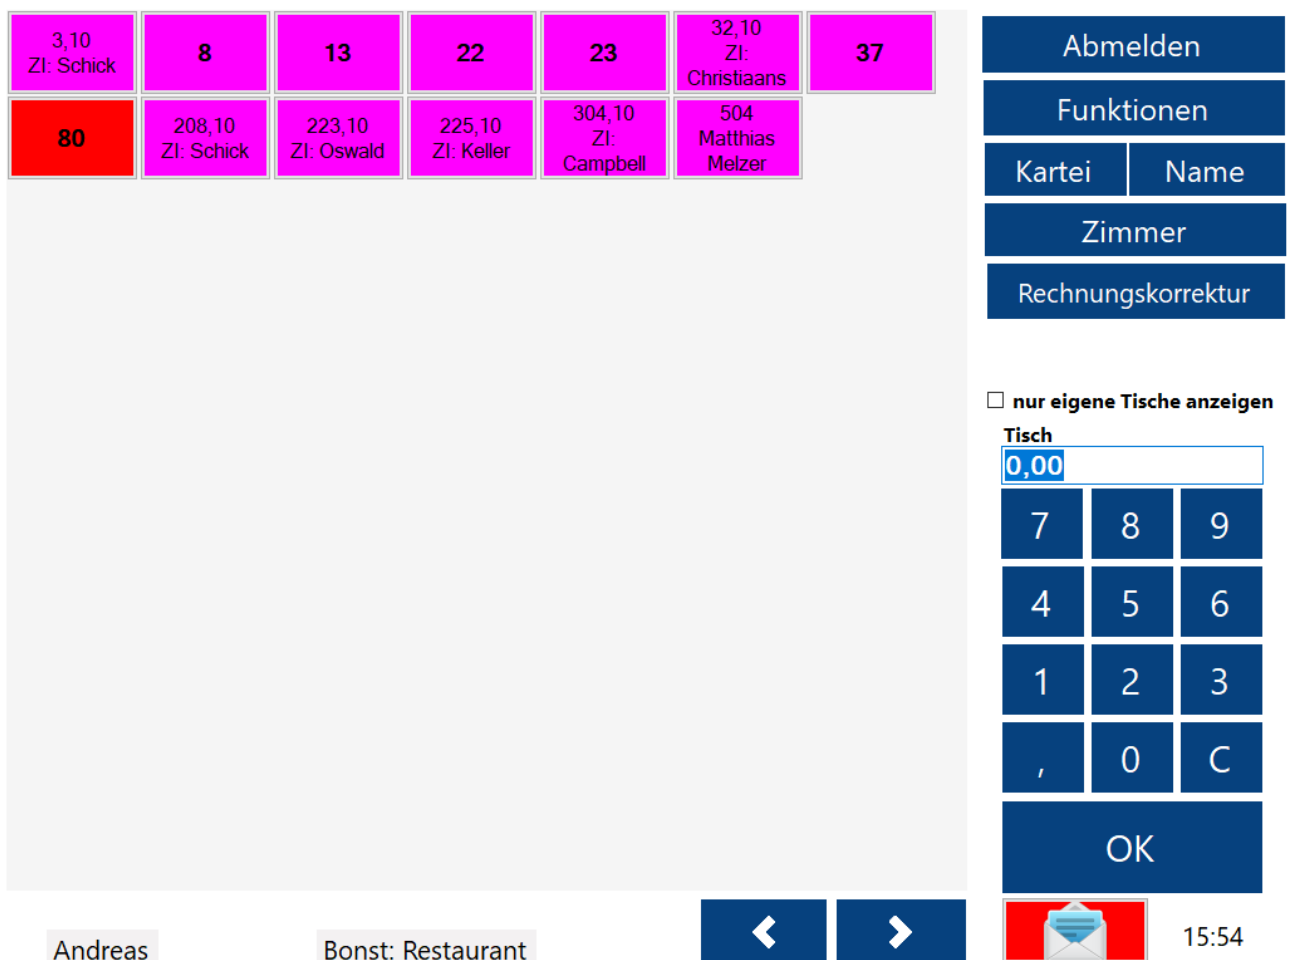 3,10
ZI: Schick
8
13
22
23
32,10
ZI:
Christiaans
37
80
208,10
ZI: Schick
223,10
ZI: Oswald
225,10
ZI: Keller
304,10
ZI:
Campbell
504
Matthias
Melzer
Abmelden
Funktionen
Kartei
Name
Zimmer
Rechnungskorrektur
nur eigene Tische anzeigen
Tisch
0,00
7 8 9
4 5 6
1 2 3
, 0 C
OK
Andreas
Bonst: Restaurant
15:54